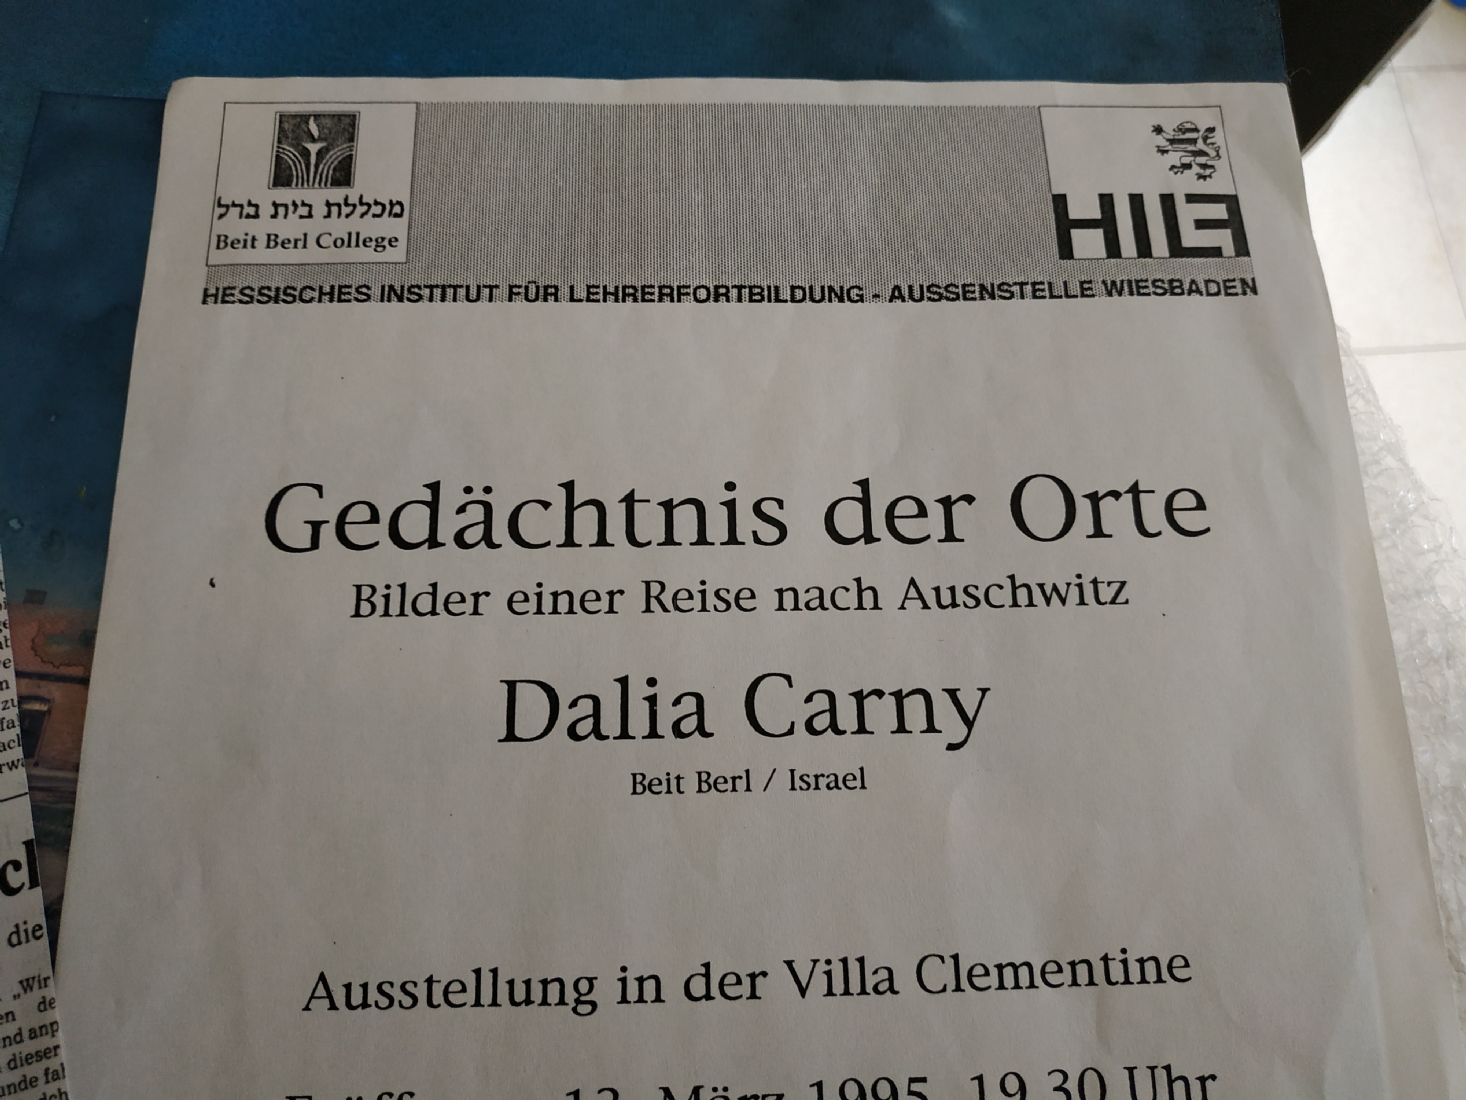 מכללת בית ברל
Beit Berl College
HILF
HESSISCHES INSTITUT FÜR LEHRERFORTBILDUNG - AUSSENSTELLE WIESBADEN
Gedächtnis der Orte
Bilder einer Reise nach Auschwitz
Dalia Carny
Beit Berl / Israel
Ausstellung in der Villa Clementine
März 1995, 19.30 Uhr
die
„Wir
de
dieser